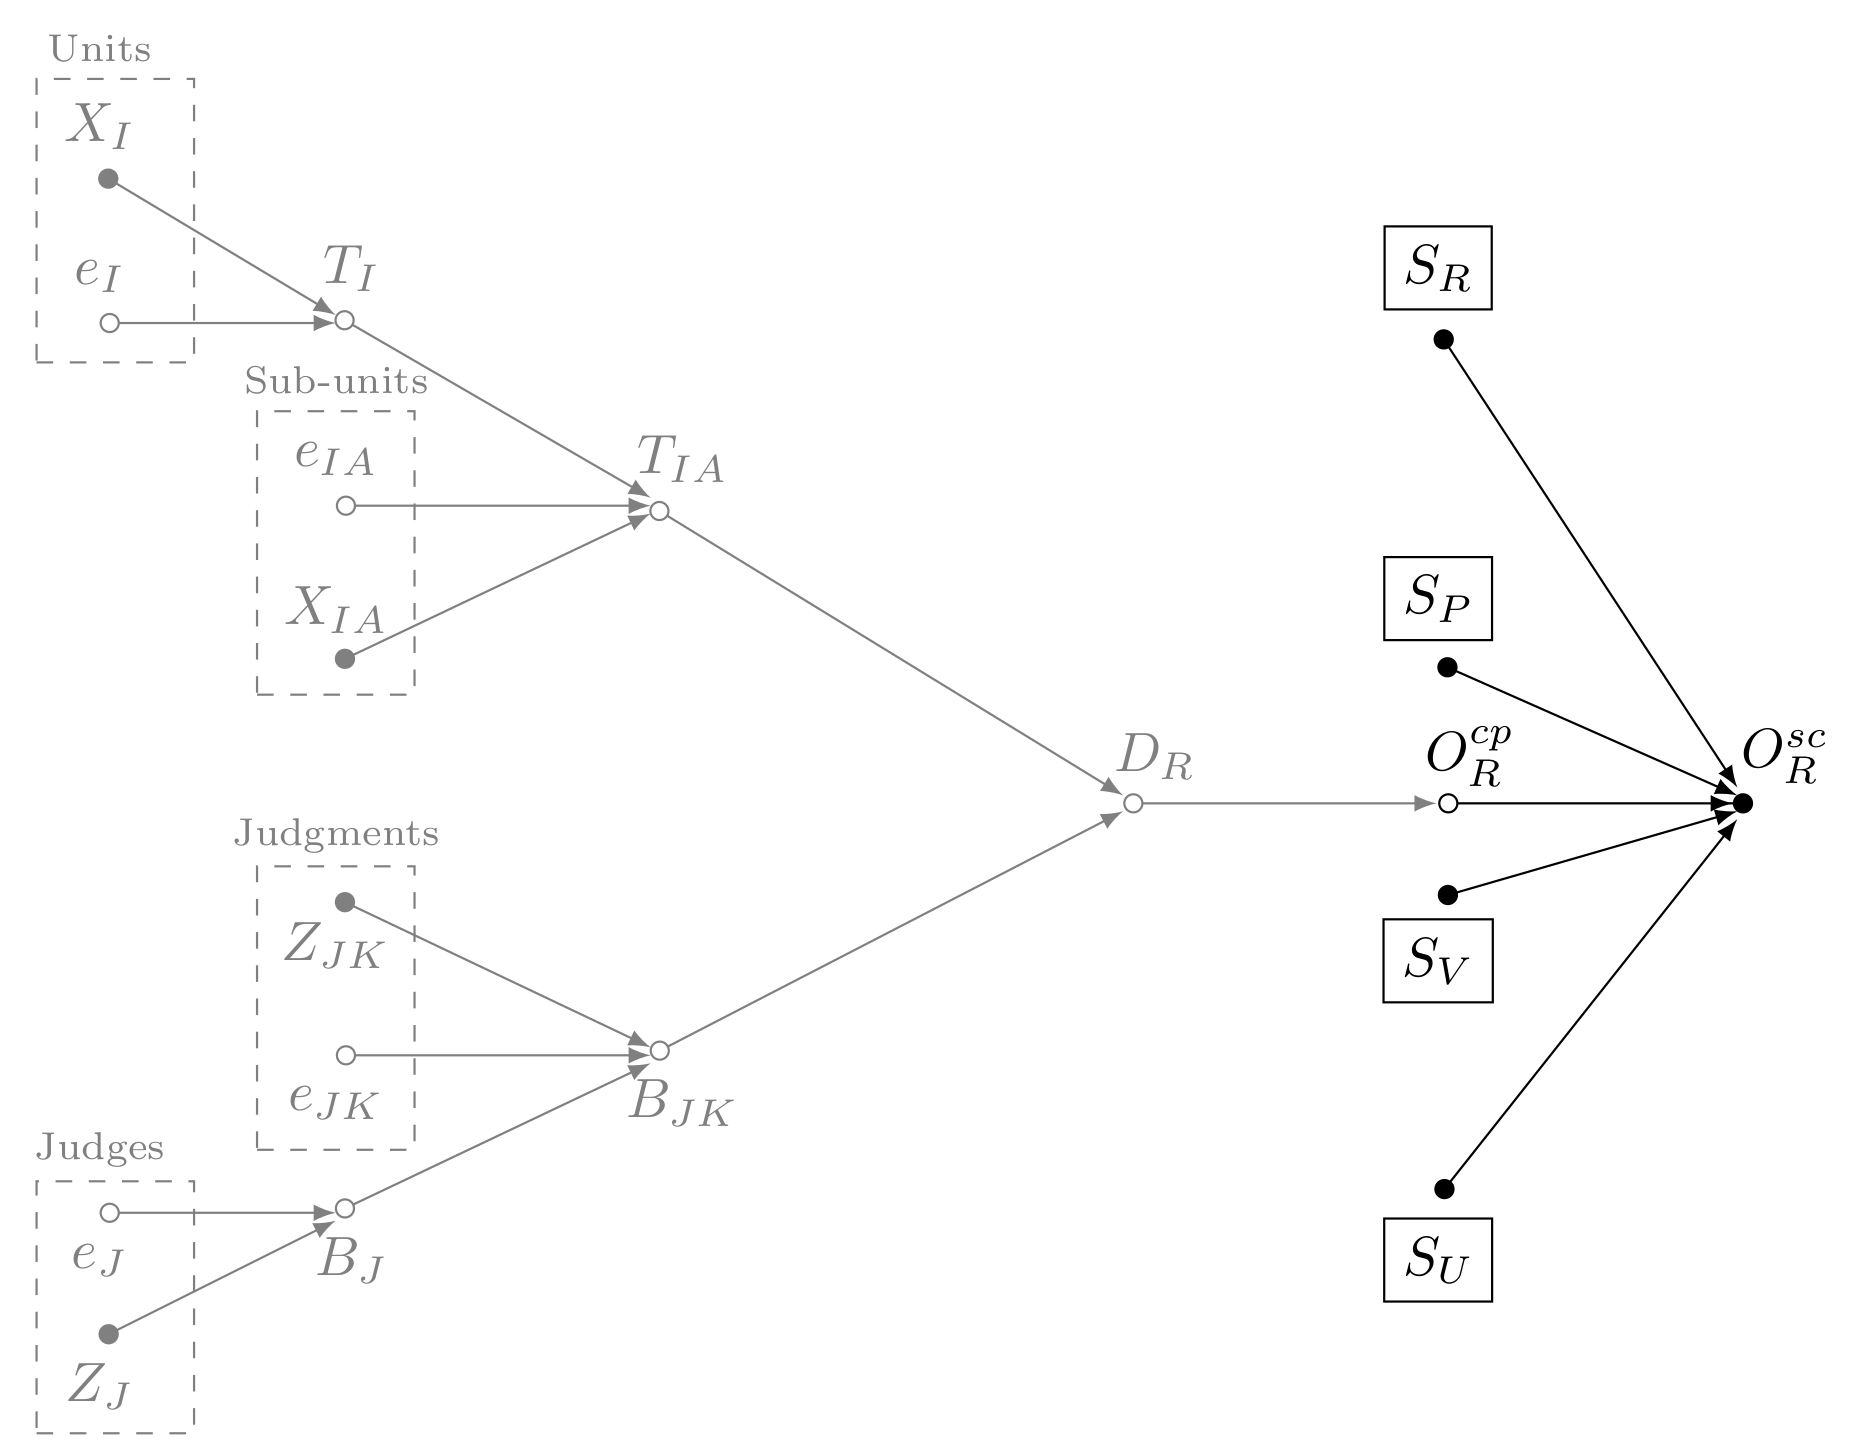 Units
X_I
e_I
T_I
S_R
Sub-units
e_{IA}
T_{IA}
X_{IA}
S_P
D_R
O_R^{cp}
O_R^{sc}
Judgments
Z_{JK}
S_V
e_{JK}
B_{JK}
Judges
e_J
B_J
S_U
Z_J